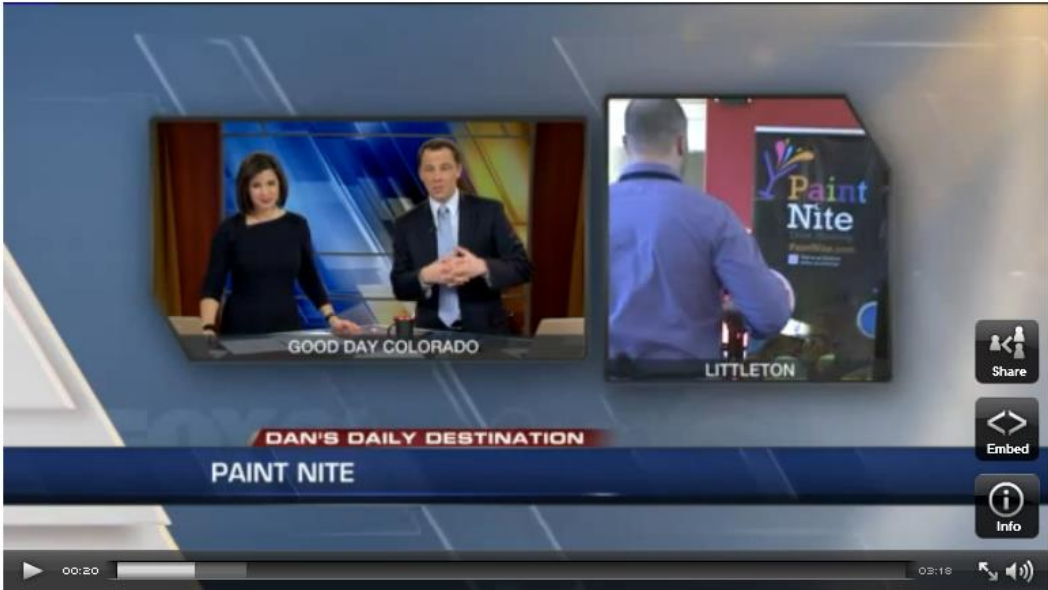 Paint
Nite
PaintNite.com
GOOD DAY COLORADO
LITTLETON
Share
DAN'S DAILY DESTINATION
Embed
PAINT NITE
Info
00:20
03:18